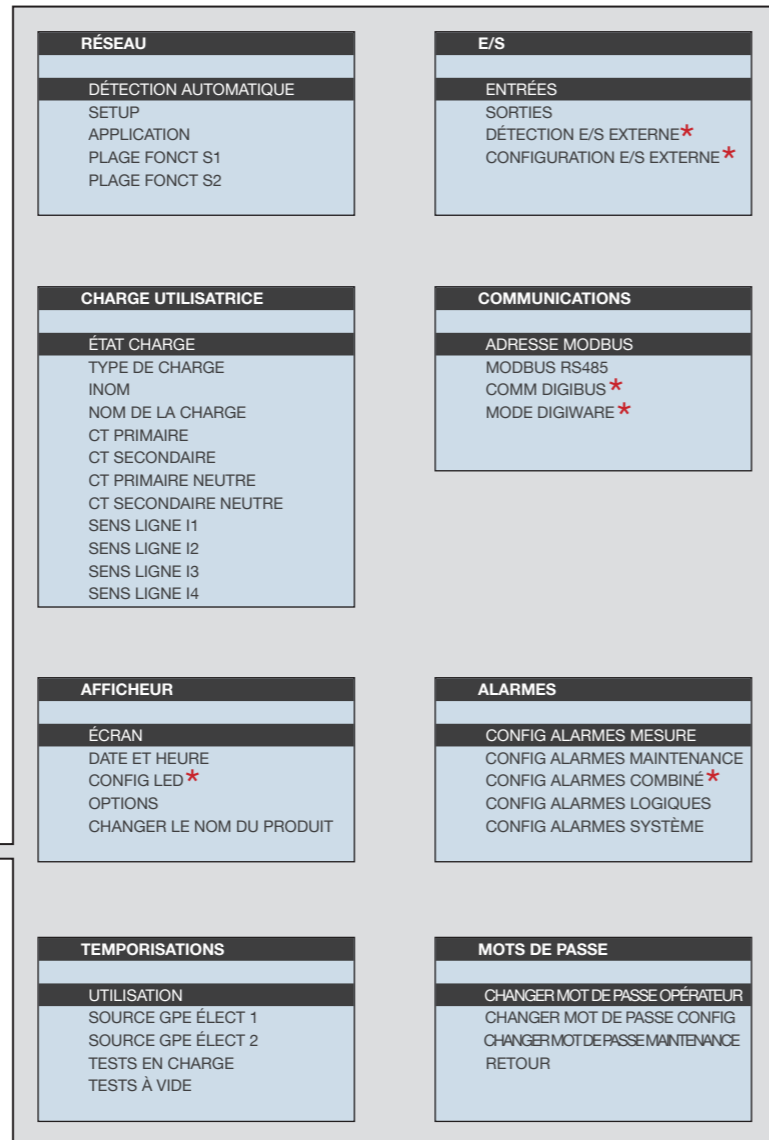 RÉSEAU
DÉTECTION AUTOMATIQUE
SETUP
APPLICATION
PLAGE FONCT S1
PLAGE FONCT S2
E/S
ENTRÉES
SORTIES
DÉTECTION E/S EXTERNE*
CONFIGURATION E/S EXTERNE*
CHARGE UTILISATRICE
ÉTAT CHARGE
TYPE DE CHARGE
INOM
NOM DE LA CHARGE
CT PRIMAIRE
CT SECONDAIRE
CT PRIMAIRE NEUTRE
CT SECONDAIRE NEUTRE
SENS LIGNE I1
SENS LIGNE I2
SENS LIGNE I3
SENS LIGNE I4
COMMUNICATIONS
ADRESSE MODBUS
MODBUS RS485
COMM DIGIBUS*
MODE DIGIWARE*
AFFICHEUR
ÉCRAN
DATE ET HEURE
CONFIG LED*
OPTIONS
CHANGER LE NOM DU PRODUIT
ALARMES
CONFIG ALARMES MESURE
CONFIG ALARMES MAINTENANCE
CONFIG ALARMES COMBINÉ*
CONFIG ALARMES LOGIQUES
CONFIG ALARMES SYSTÈME
TEMPORISATIONS
UTILISATION
SOURCE GPE ÉLECT 1
SOURCE GPE ÉLECT 2
TESTS EN CHARGE
TESTS À VIDE
MOTS DE PASSE
CHANGER MOT DE PASSE OPÉRATEUR
CHANGER MOT DE PASSE CONFIG
CHANGER MOT DE PASSE MAINTENANCE
RETOUR